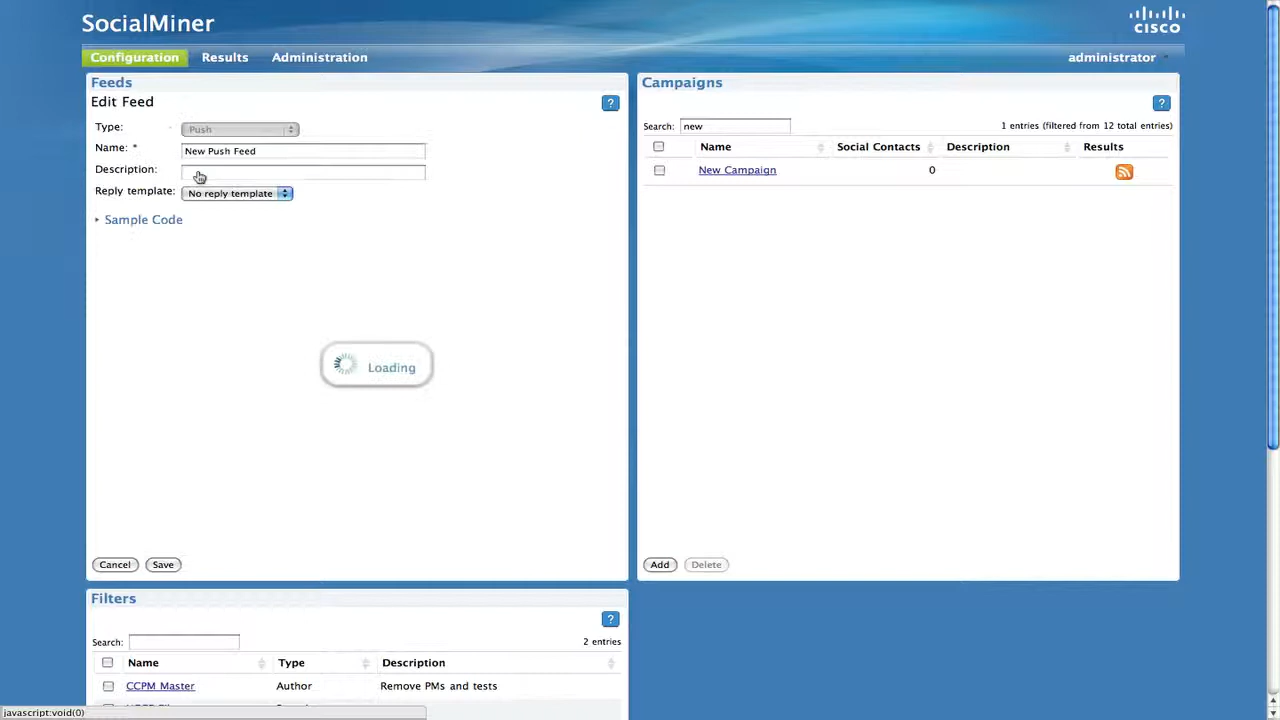 SocialMiner
cisco
Configuration Results Administration administrator
Feeds
Edit Feed
?
Type: Push
Name: * New Push Feed
Description:
Reply template: No reply template
Sample Code
Loading
Cancel Save
Campaigns
?
Search: new 1 entries (filtered from 12 total entries)
Name Social Contacts Description Results
New Campaign 0
Add Delete
Filters
?
Search: 2 entries
Name Type Description
CCPM Master Author Remove PMs and tests
javascript:void(0)